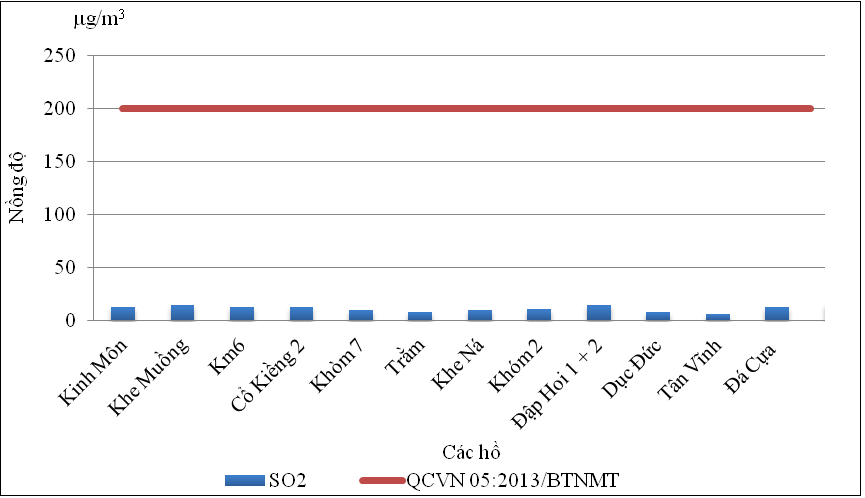 µg/m³
250
200
150
100
50
0
Nồng độ
Kinh Môn
Khe Muồng
Km6
Cổ Kiềng 2
Khòm 7
Trằm
Khe Ná
Khóm 2
Đập Hoi 1 + 2
Dục Đức
Tân Vĩnh
Đá Cựa
Các hồ
SO2 QCVN 05:2013/BTNMT